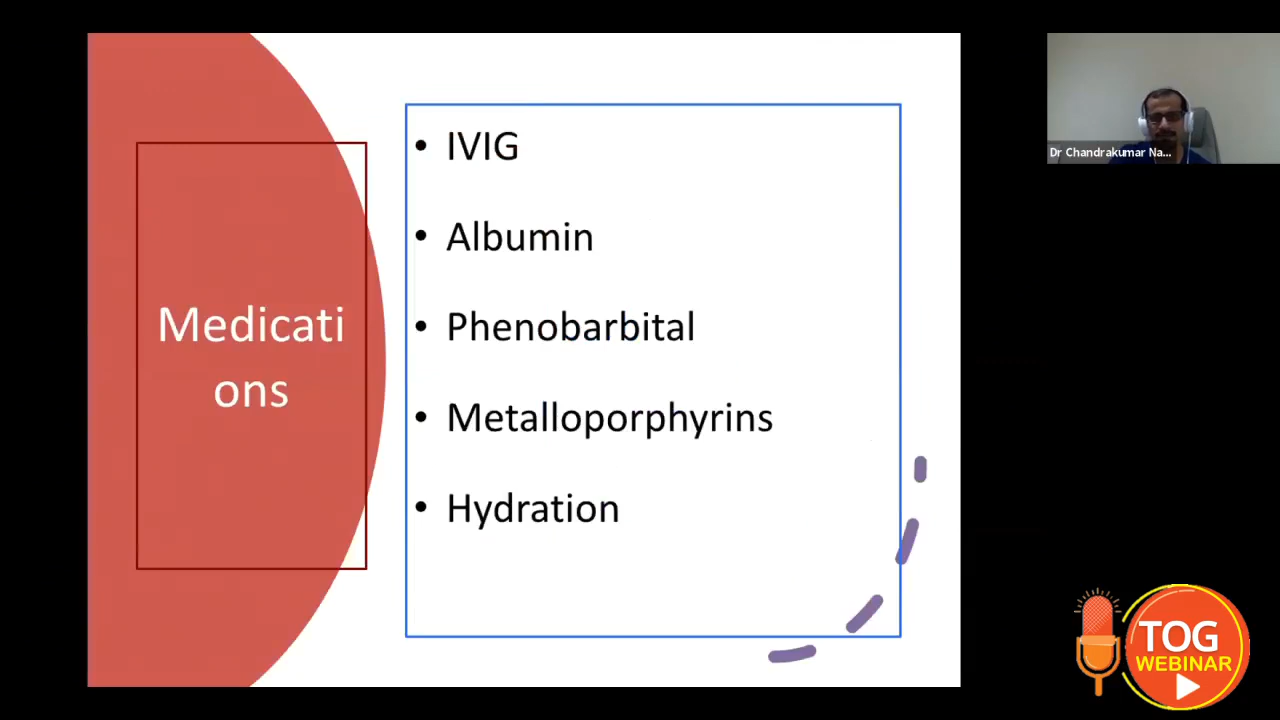 Medicati
ons
• IVIG
• Albumin
• Phenobarbital
• Metalloporphyrins
• Hydration
Dr Chandrakumar Na...
TOG
WEBINAR